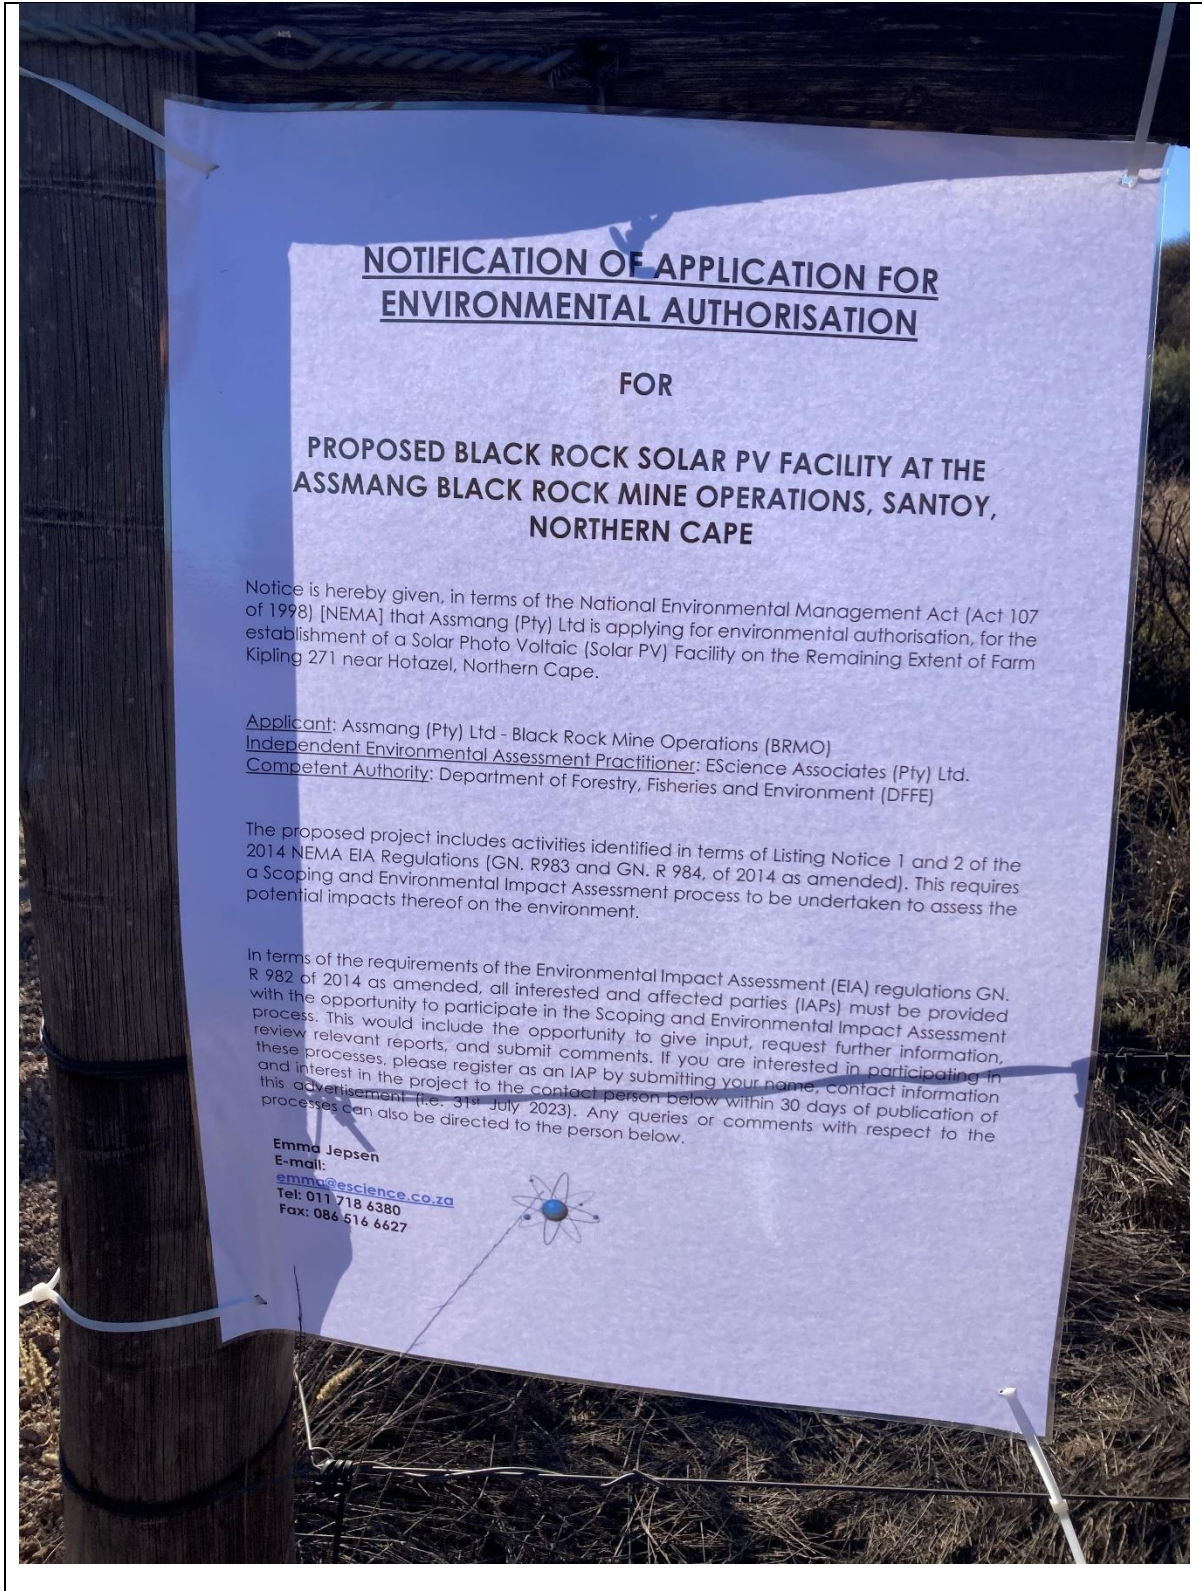 NOTIFICATION OF APPLICATION FOR
ENVIRONMENTAL AUTHORISATION
FOR
PROPOSED BLACK ROCK SOLAR PV FACILITY AT THE
ASSMANG BLACK ROCK MINE OPERATIONS, SANTOY,
NORTHERN CAPE
Notice is hereby given, in terms of the National Environmental Management Act (Act 107
of 1998) [NEMA] that Assmang (Pty) Ltd is applying for environmental authorisation, for the
establishment of a Solar Photo Voltaic (Solar PV) Facility on the Remaining Extent of Farm
Kipling 271 near Hotazel, Northern Cape.
Applicant: Assmang (Pty) Ltd - Black Rock Mine Operations (BRMO)
Independent Environmental Assessment Practitioner: EScience Associates (Pty) Ltd.
Competent Authority: Department of Forestry, Fisheries and Environment (DFFE)
The proposed project includes activities identified in terms of Listing Notice 1 and 2 of the
2014 NEMA EIA Regulations (GN. R983 and GN. R 984, of 2014 as amended). This requires
a Scoping and Environmental Impact Assessment process to be undertaken to assess the
potential impacts thereof on the environment.
In terms of the requirements of the Environmental Impact Assessment (EIA) regulations GN.
R 982 of 2014 as amended, all interested and affected parties (IAPs) must be provided
with the opportunity to participate in the Scoping and Environmental Impact Assessment
process. This would include the opportunity to give input, request further information,
review relevant reports, and submit comments. If you are interested in participating in
these processes, please register as an IAP by submitting your name, contact information
and interest in the project to the contact person below within 30 days of publication of
this advertisement (i.e. 31st July 2023). Any queries or comments with respect to the
processes can also be directed to the person below.
Emma Jepsen
E-mail:
emma@escience.co.za
Tel: 011 718 6380
Fax: 086 516 6627